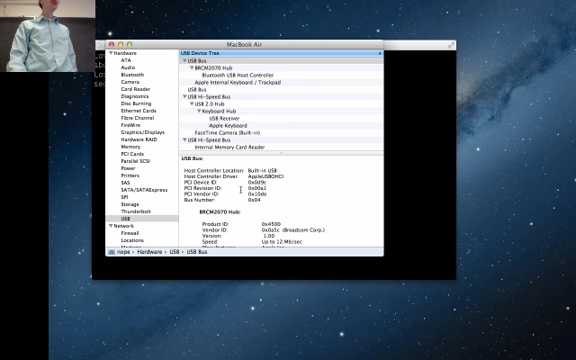 MacBook Air
Hardware
ATA
Audio
Bluetooth
Camera
Card Reader
Diagnostics
Disc Burning
Ethernet Cards
Fibre Channel
FireWire
Graphics/Displays
Hardware RAID
Memory
PCI Cards
Parallel SCSI
Power
Printers
SAS
SATA/SATAExpress
SPI
Storage
Thunderbolt
USB
Network
Firewall
Locations
USB Device Tree
USB Bus
BRCM2070 Hub
Bluetooth USB Host Controller
Apple Internal Keyboard / Trackpad
USB Bus
USB Hi-Speed Bus
USB 2.0 Hub
Keyboard Hub
USB Receiver
Apple Keyboard
FaceTime Camera (Built-in)
USB Hi-Speed Bus
Internal Memory Card Reader
USB Bus:
Host Controller Location: Built-in USB
Host Controller Driver: AppleUSBOHCI
PCI Device ID: 0x0d9c
PCI Revision ID: 0x00a1
PCI Vendor ID: 0x10de
Bus Number: 0x04
BRCM2070 Hub:
Product ID: 0x4500
Vendor ID: 0x0a5c (Broadcom Corp.)
Version: 1.00
Speed: Up to 12 Mb/sec
nope ▸ Hardware ▸ USB ▸ USB Bus